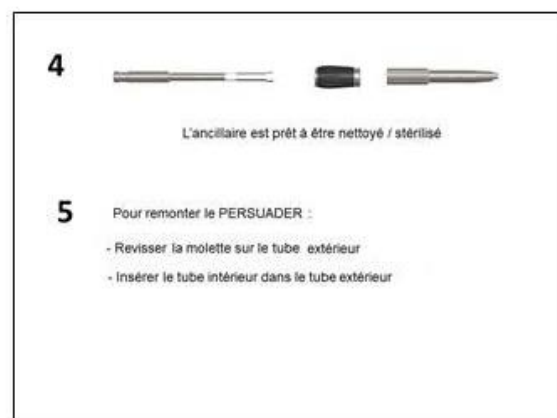 4
L'ancillaire est prêt à être nettoyé / stérilisé
5
Pour remonter le PERSUADER :
- Revisser la molette sur le tube extérieur
- Insérer le tube intérieur dans le tube extérieur